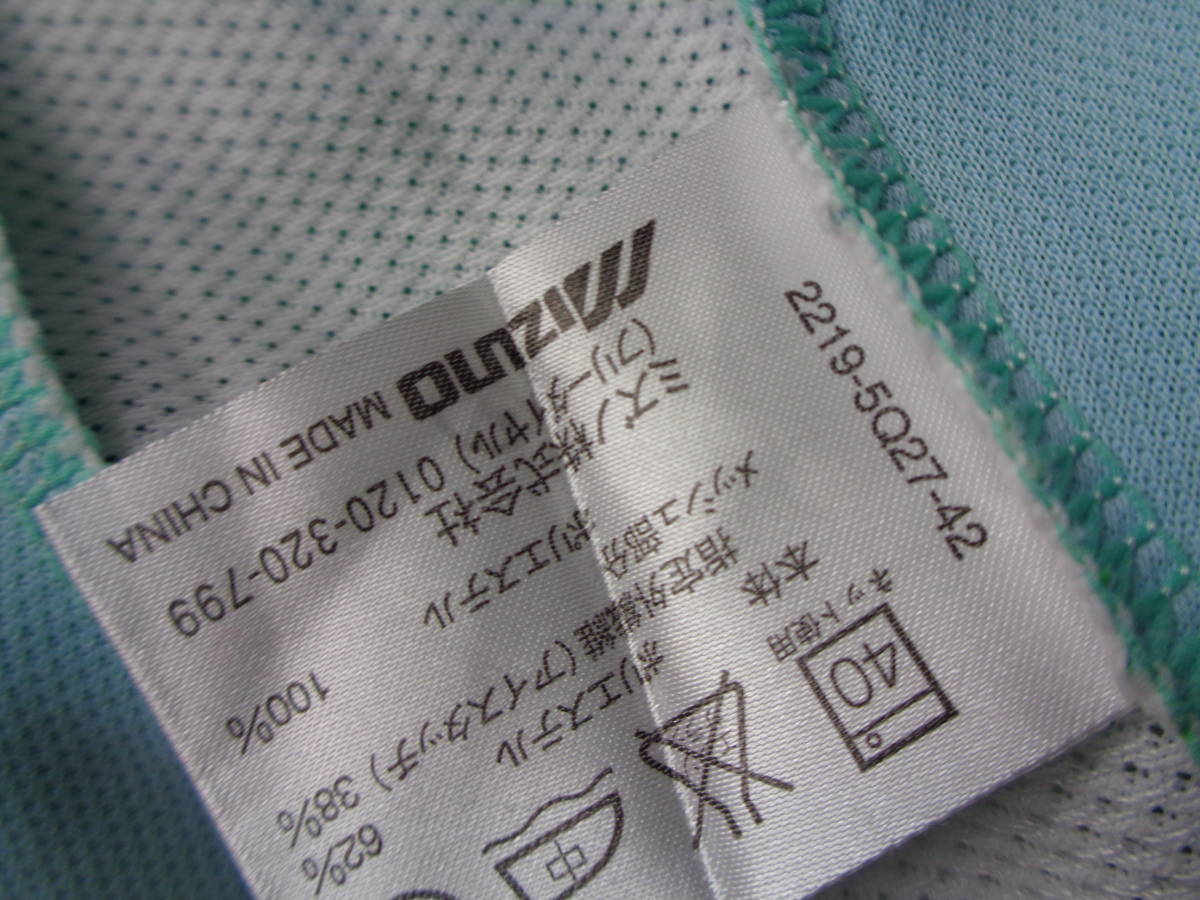 2219-5Q27-42
40
ネット使用
中
本体
ポリエステル 62%
指定外繊維(アイスタッチ) 38%
メッシュ部分
ポリエステル 100%
ミズノ株式会社
(フリーダイヤル) 0120-320-799
MIZUNO MADE IN CHINA